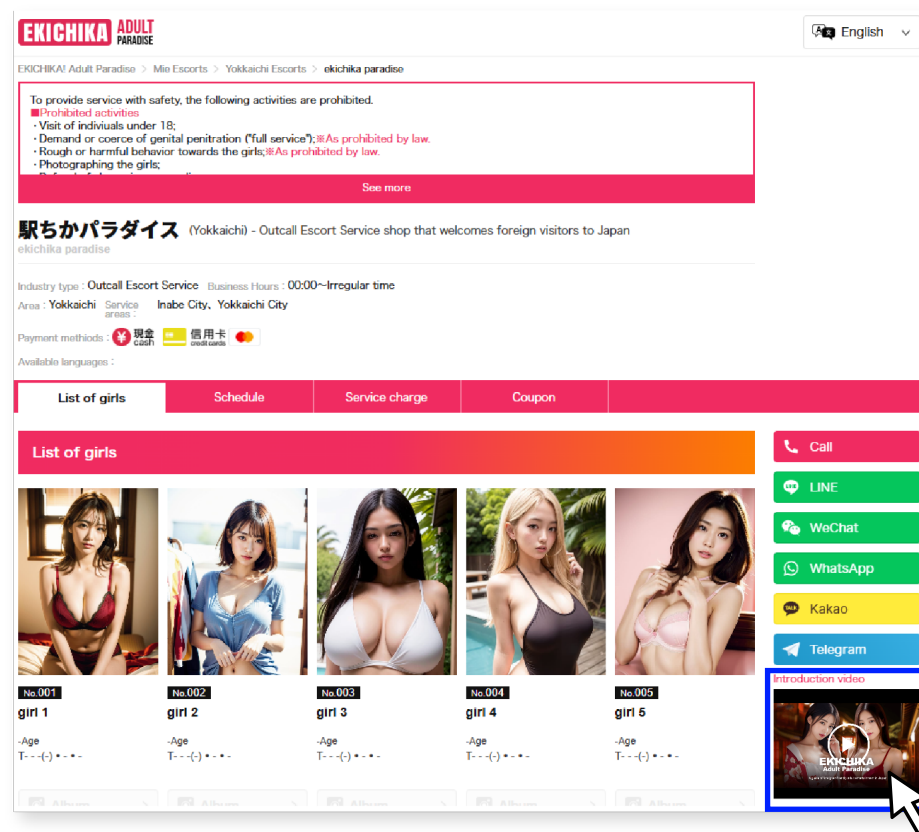 EKICHIKA ADULT PARADISE
English
EKICHIKA! Adult Paradise > Mie Escorts > Yokkaichi Escorts > ekichika paradise
To provide service with safety, the following activities are prohibited.
■Prohibited activities
・Visit of indiviuals under 18;
・Demand or coerce of genital penitration ("full service");※As prohibited by law.
・Rough or harmful behavior towards the girls;※As prohibited by law.
・Photographing the girls;
See more
駅ちかパラダイス (Yokkaichi) - Outcall Escort Service shop that welcomes foreign visitors to Japan
ekichika paradise
Industry type : Outcall Escort Service Business Hours : 00:00~Irregular time
Area : Yokkaichi Service areas : Inabe City、Yokkaichi City
Payment methiods : 現金 cash 信用卡 credit cards
Available languages :
List of girls Schedule Service charge Coupon
List of girls
Call
LINE
WeChat
WhatsApp
Kakao
Telegram
Introduction video
EKICHIKA
Adult Paradise
No.001 No.002 No.003 No.004 No.005
girl 1 girl 2 girl 3 girl 4 girl 5
-Age -Age -Age -Age -Age
T- - -(-) • - • - T- - -(-) • - • - T- - -(-) • - • - T- - -(-) • - • - T- - -(-) • - • -
Album Album Album Album Album